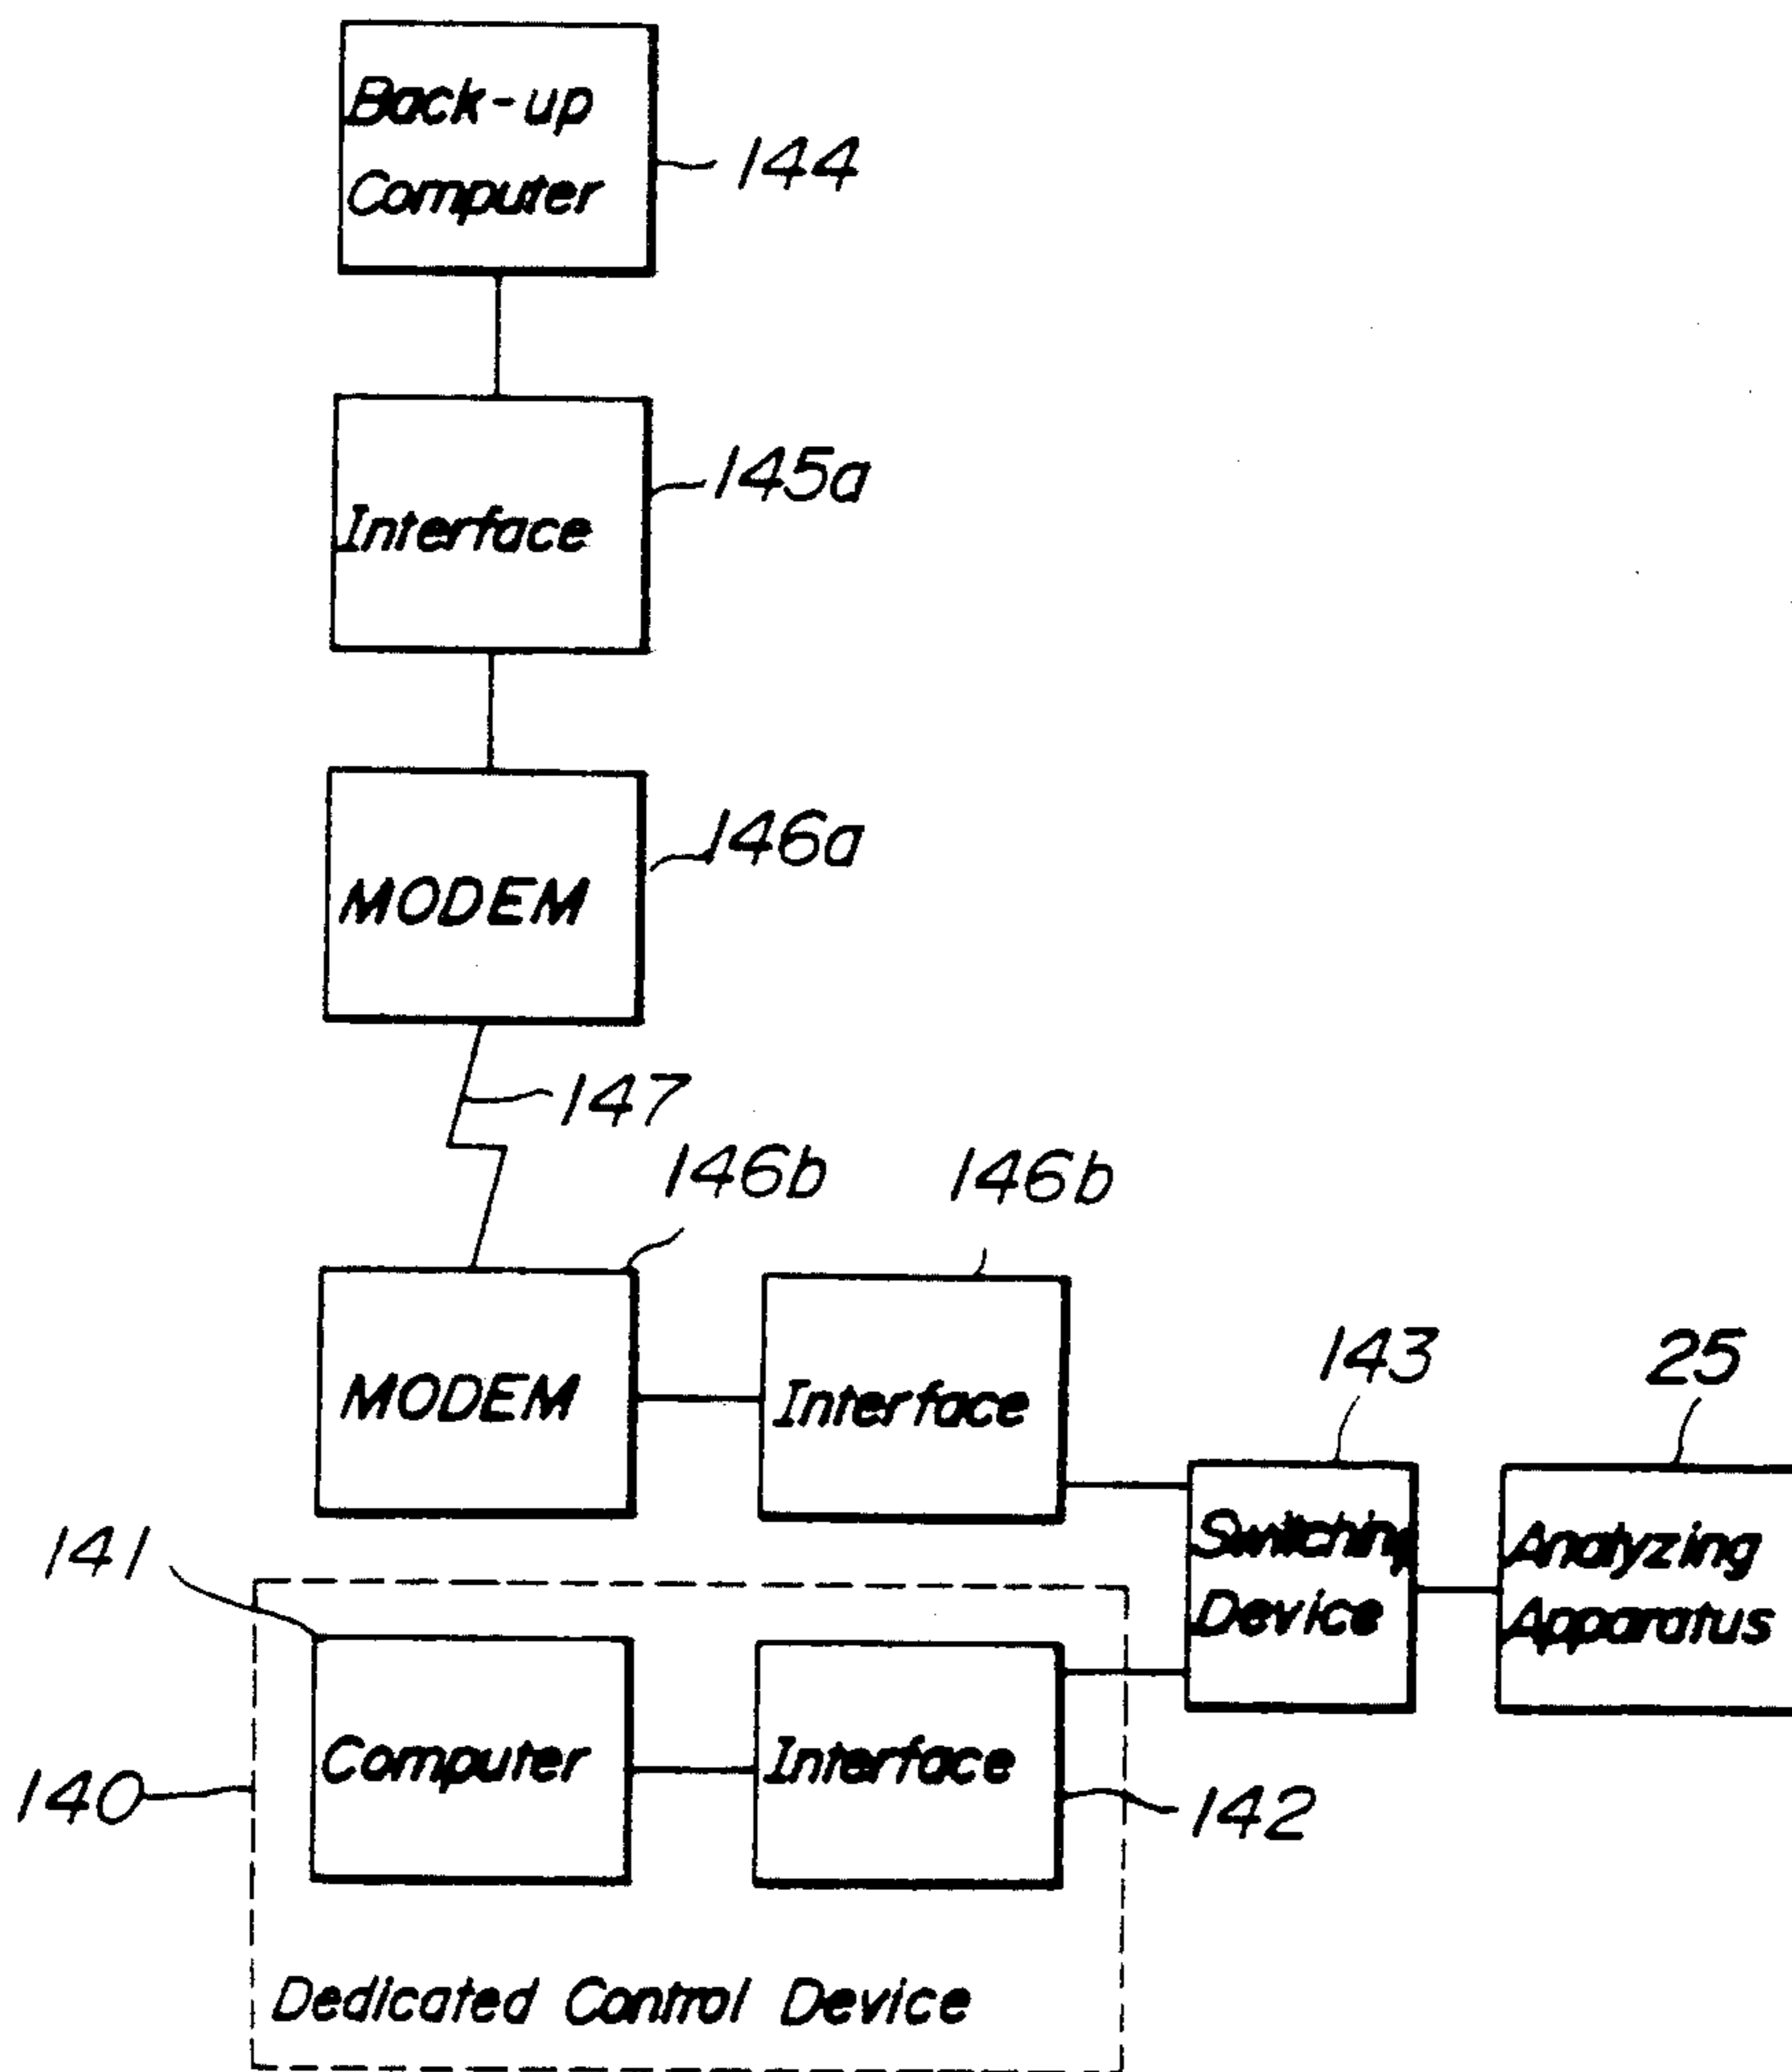 Back-up
Computer
144
Interface
145a
MODEM
146a
147
146b
146b
MODEM
Interface
143
25
Switching
Device
Analyzing
Apparatus
141
Computer
Interface
140
142
Dedicated Control Device